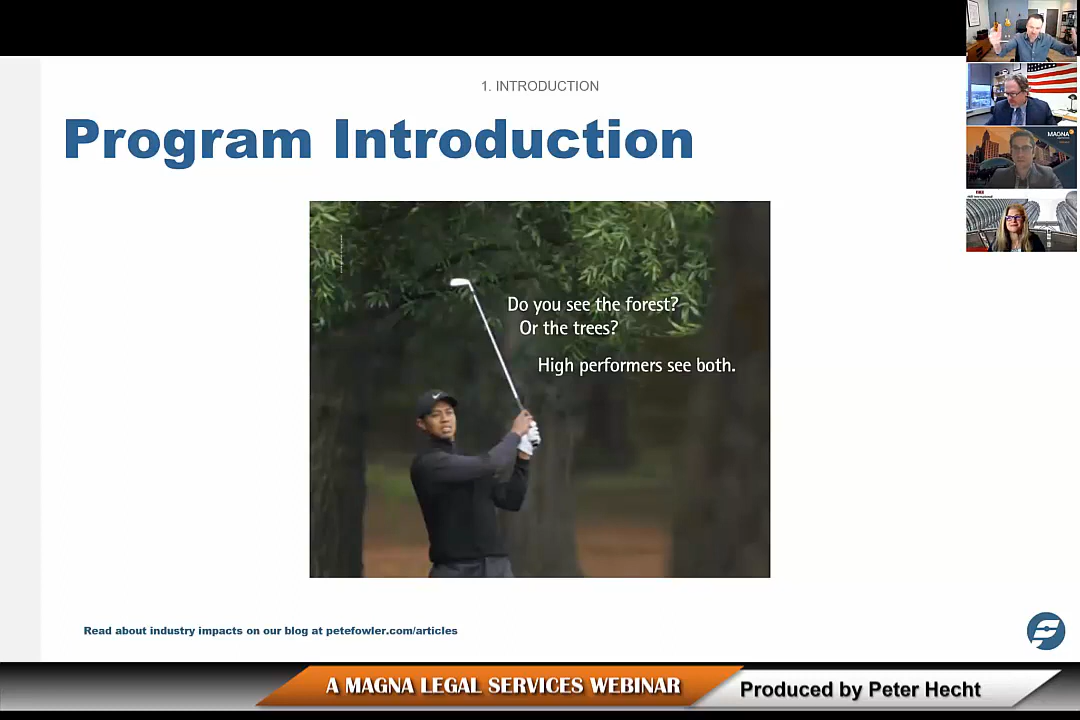 1. INTRODUCTION
Program Introduction
Do you see the forest?
Or the trees?
High performers see both.
Read about industry impacts on our blog at petefowler.com/articles
MAGNA
A MAGNA LEGAL SERVICES WEBINAR
Produced by Peter Hecht